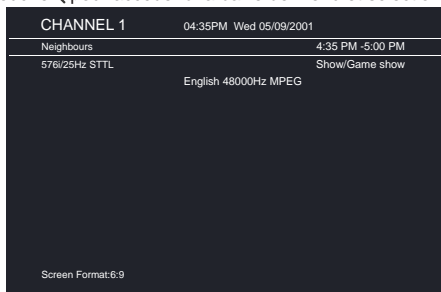 CHANNEL 1 04:35PM Wed 05/09/2001
Neighbours 4:35 PM -5:00 PM
576i/25Hz STTL Show/Game show
English 48000Hz MPEG
Screen Format:6:9